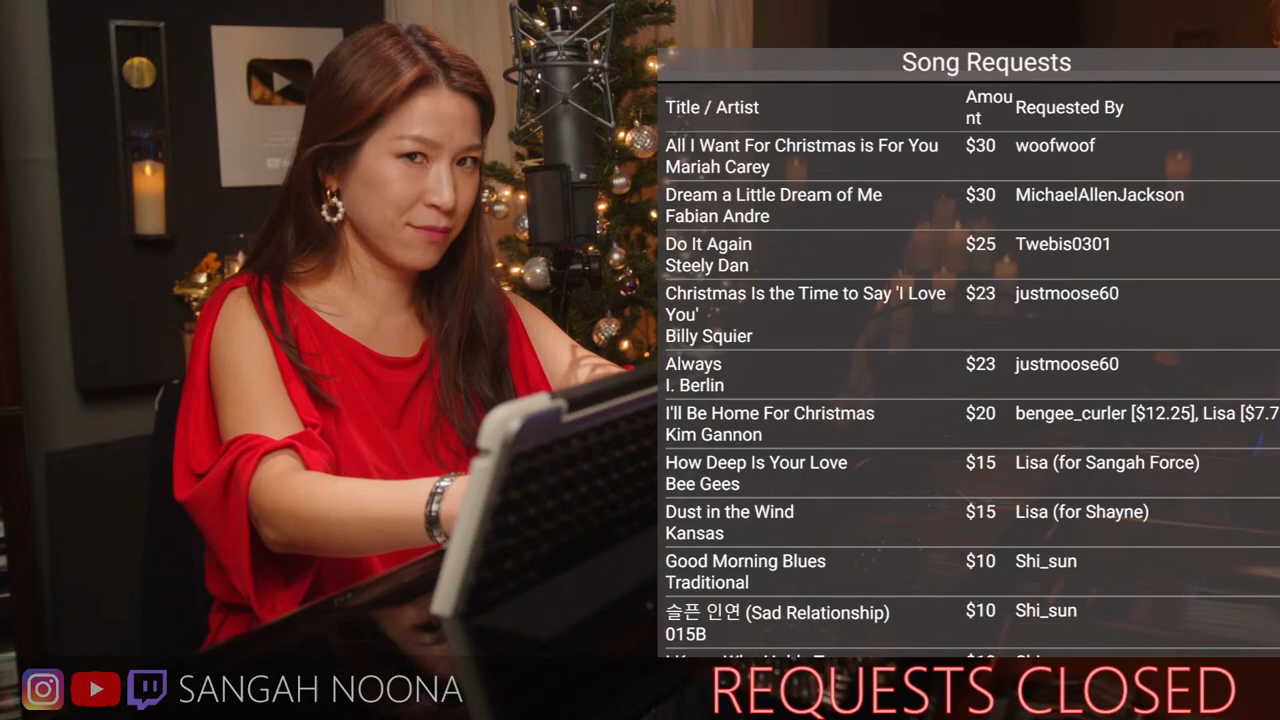 Song Requests
Title / Artist
Amou
nt
Requested By
All I Want For Christmas is For You
Mariah Carey
$30
woofwoof
Dream a Little Dream of Me
Fabian Andre
$30
MichaelAllenJackson
Do It Again
Steely Dan
$25
Twebis0301
Christmas Is the Time to Say 'I Love
You'
Billy Squier
$23
justmoose60
Always
I. Berlin
$23
justmoose60
I'll Be Home For Christmas
Kim Gannon
$20
bengee_curler [$12.25], Lisa [$7.7
How Deep Is Your Love
Bee Gees
$15
Lisa (for Sangah Force)
Dust in the Wind
Kansas
$15
Lisa (for Shayne)
Good Morning Blues
Traditional
$10
Shi_sun
슬픈 인연 (Sad Relationship)
015B
$10
Shi_sun
SANGAH NOONA
REQUESTS CLOSED